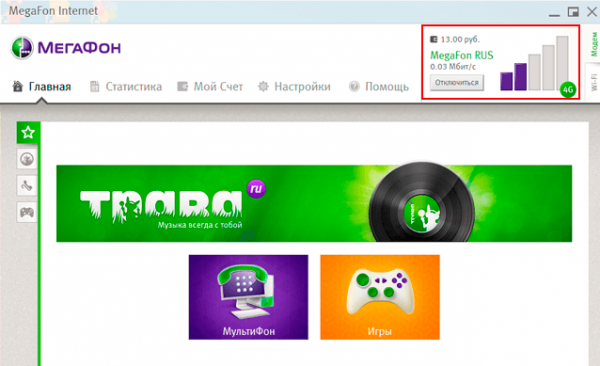 MegaFon Internet
МЕГАФОН
13.00 руб.
MegaFon RUS
0.03 Мбит/с
Отключиться
4G
Модем
Wi-Fi
Главная
Статистика
Мой Счет
Настройки
Помощь
трава
ru
Музыка всегда с тобой
трава
МультиФон
Игры